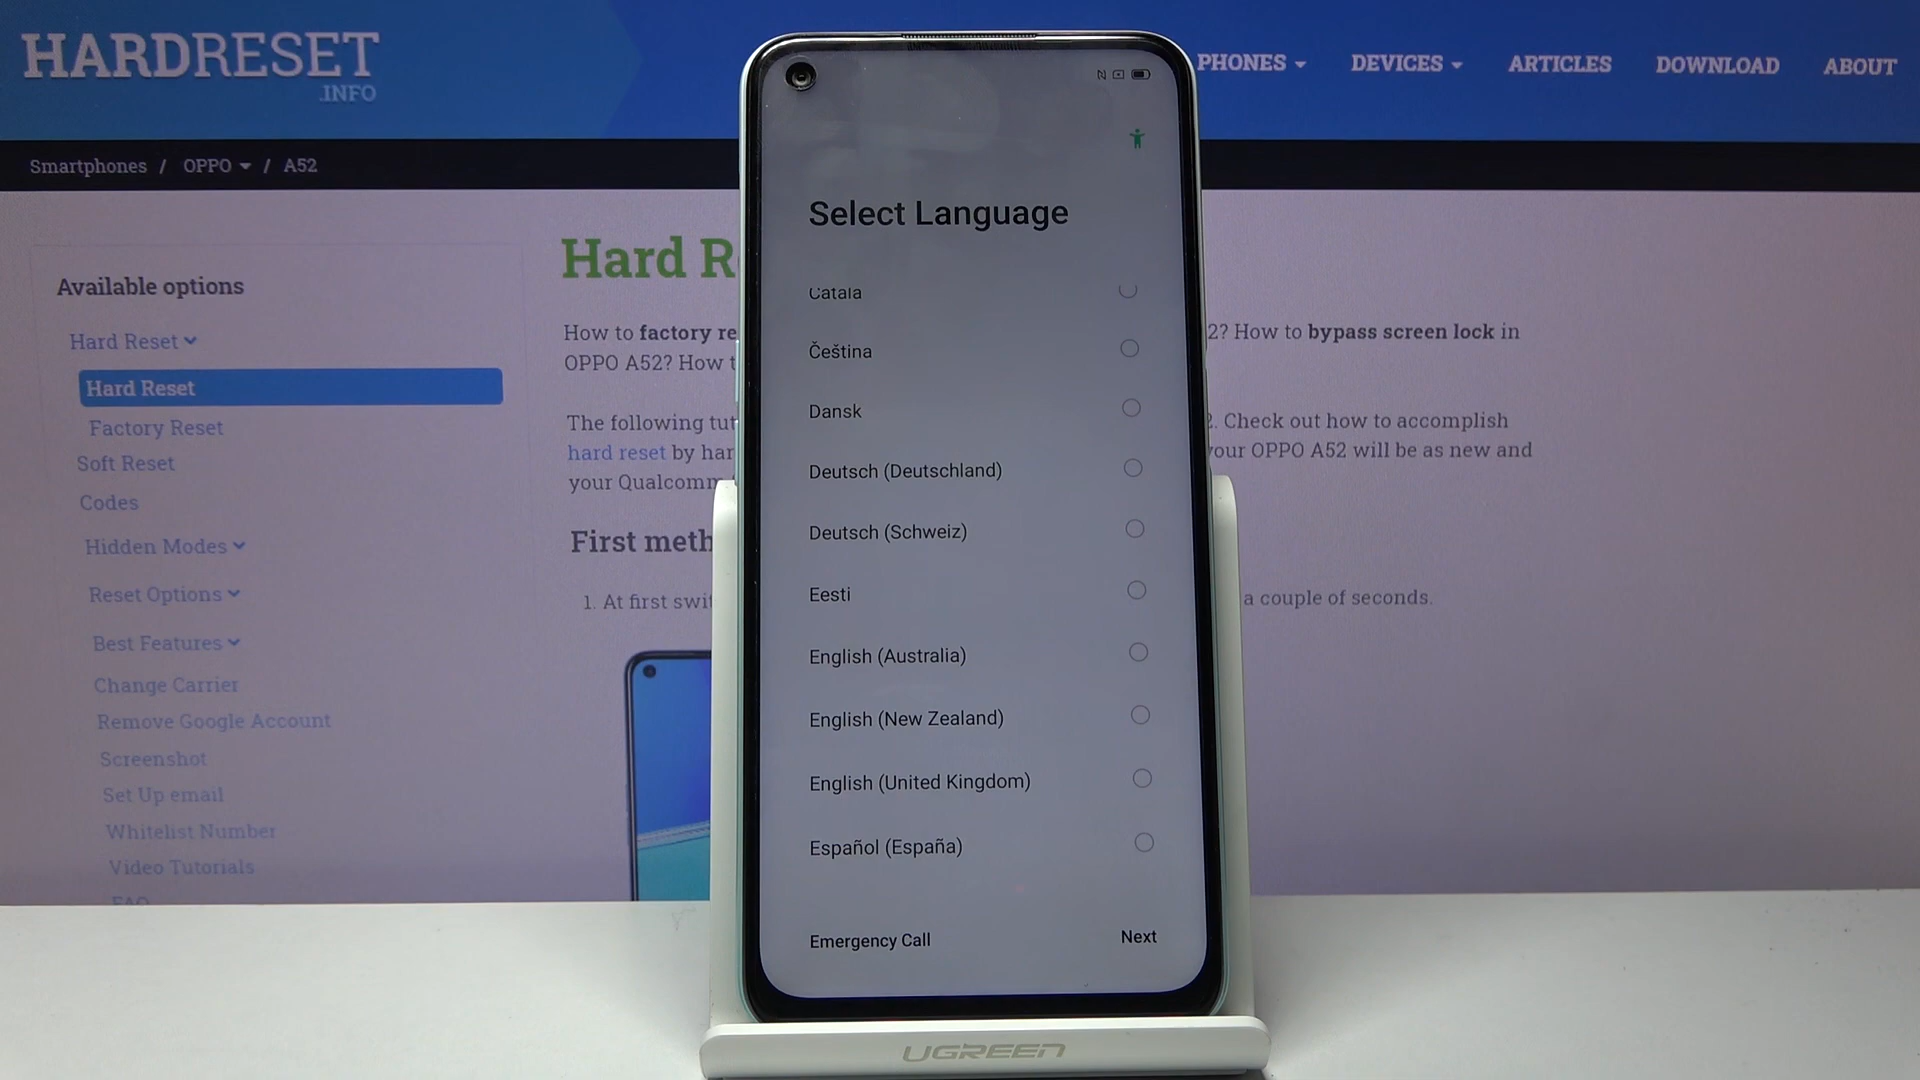 HARDRESET
.INFO
PHONES
DEVICES
ARTICLES
DOWNLOAD
ABOUT
Smartphones / OPPO / A52
Available options
Hard Reset
Hard Reset
Factory Reset
Soft Reset
Codes
Hidden Modes
Reset Options
Best Features
Change Carrier
Remove Google Account
Screenshot
Set Up email
Whitelist Number
Video Tutorials
FAQ
Hard R
How to factory re
2? How to bypass screen lock in
OPPO A52? How t
The following tut
2. Check out how to accomplish
hard reset by har
your OPPO A52 will be as new and
your Qualcomm
First meth
1. At first swit
a couple of seconds.
Select Language
Català
Čeština
Dansk
Deutsch (Deutschland)
Deutsch (Schweiz)
Eesti
English (Australia)
English (New Zealand)
English (United Kingdom)
Español (España)
Emergency Call
Next
UGREEN